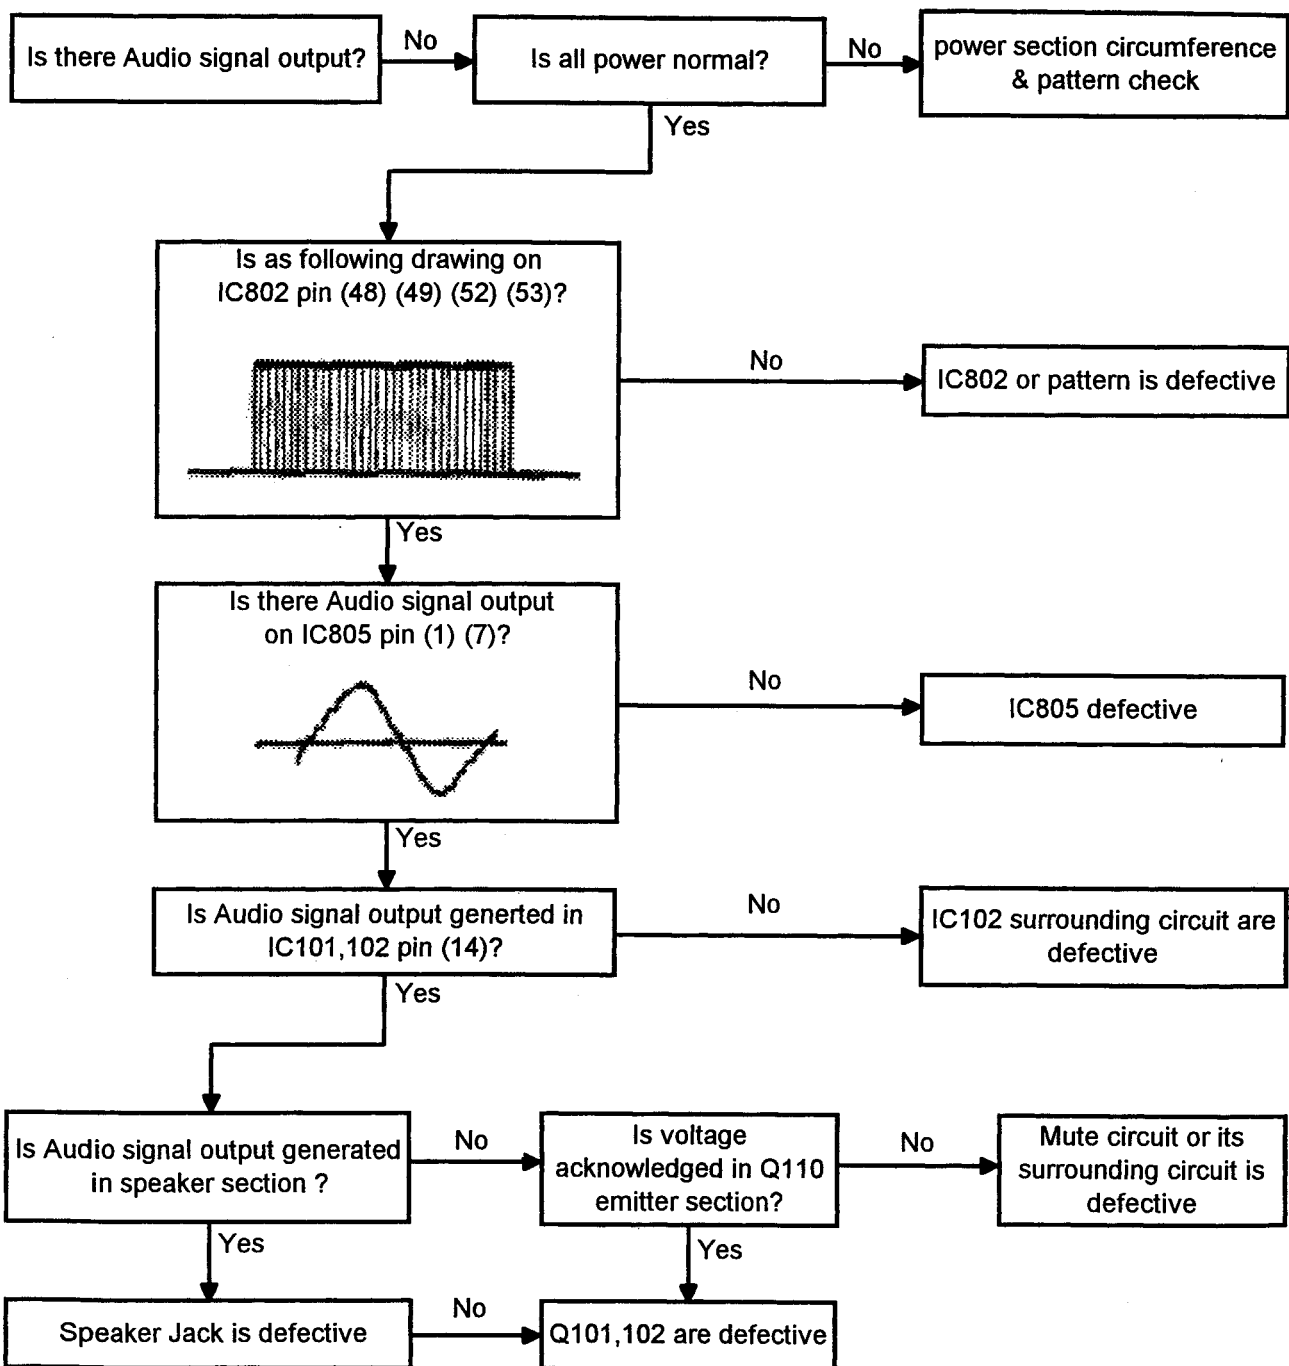 Is there Audio signal output?
No
Is all power normal?
No
power section circumference
& pattern check
Yes
Is as following drawing on
IC802 pin (48) (49) (52) (53)?
No
IC802 or pattern is defective
Yes
Is there Audio signal output
on IC805 pin (1) (7)?
No
IC805 defective
Yes
Is Audio signal output generted in
IC101,102 pin (14)?
No
IC102 surrounding circuit are
defective
Yes
Is Audio signal output generated
in speaker section ?
No
Is voltage
acknowledged in Q110
emitter section?
No
Mute circuit or its
surrounding circuit is
defective
Yes
Yes
Speaker Jack is defective
No
Q101,102 are defective